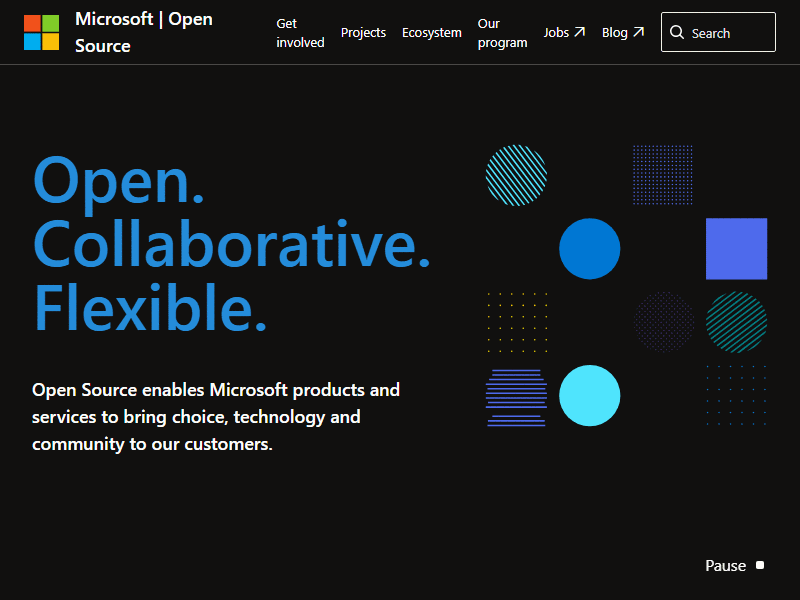 Microsoft | Open
Source
Get
involved
Projects
Ecosystem
Our
program
Jobs
Blog
Search
Open.
Collaborative.
Flexible.
Open Source enables Microsoft products and
services to bring choice, technology and
community to our customers.
Pause